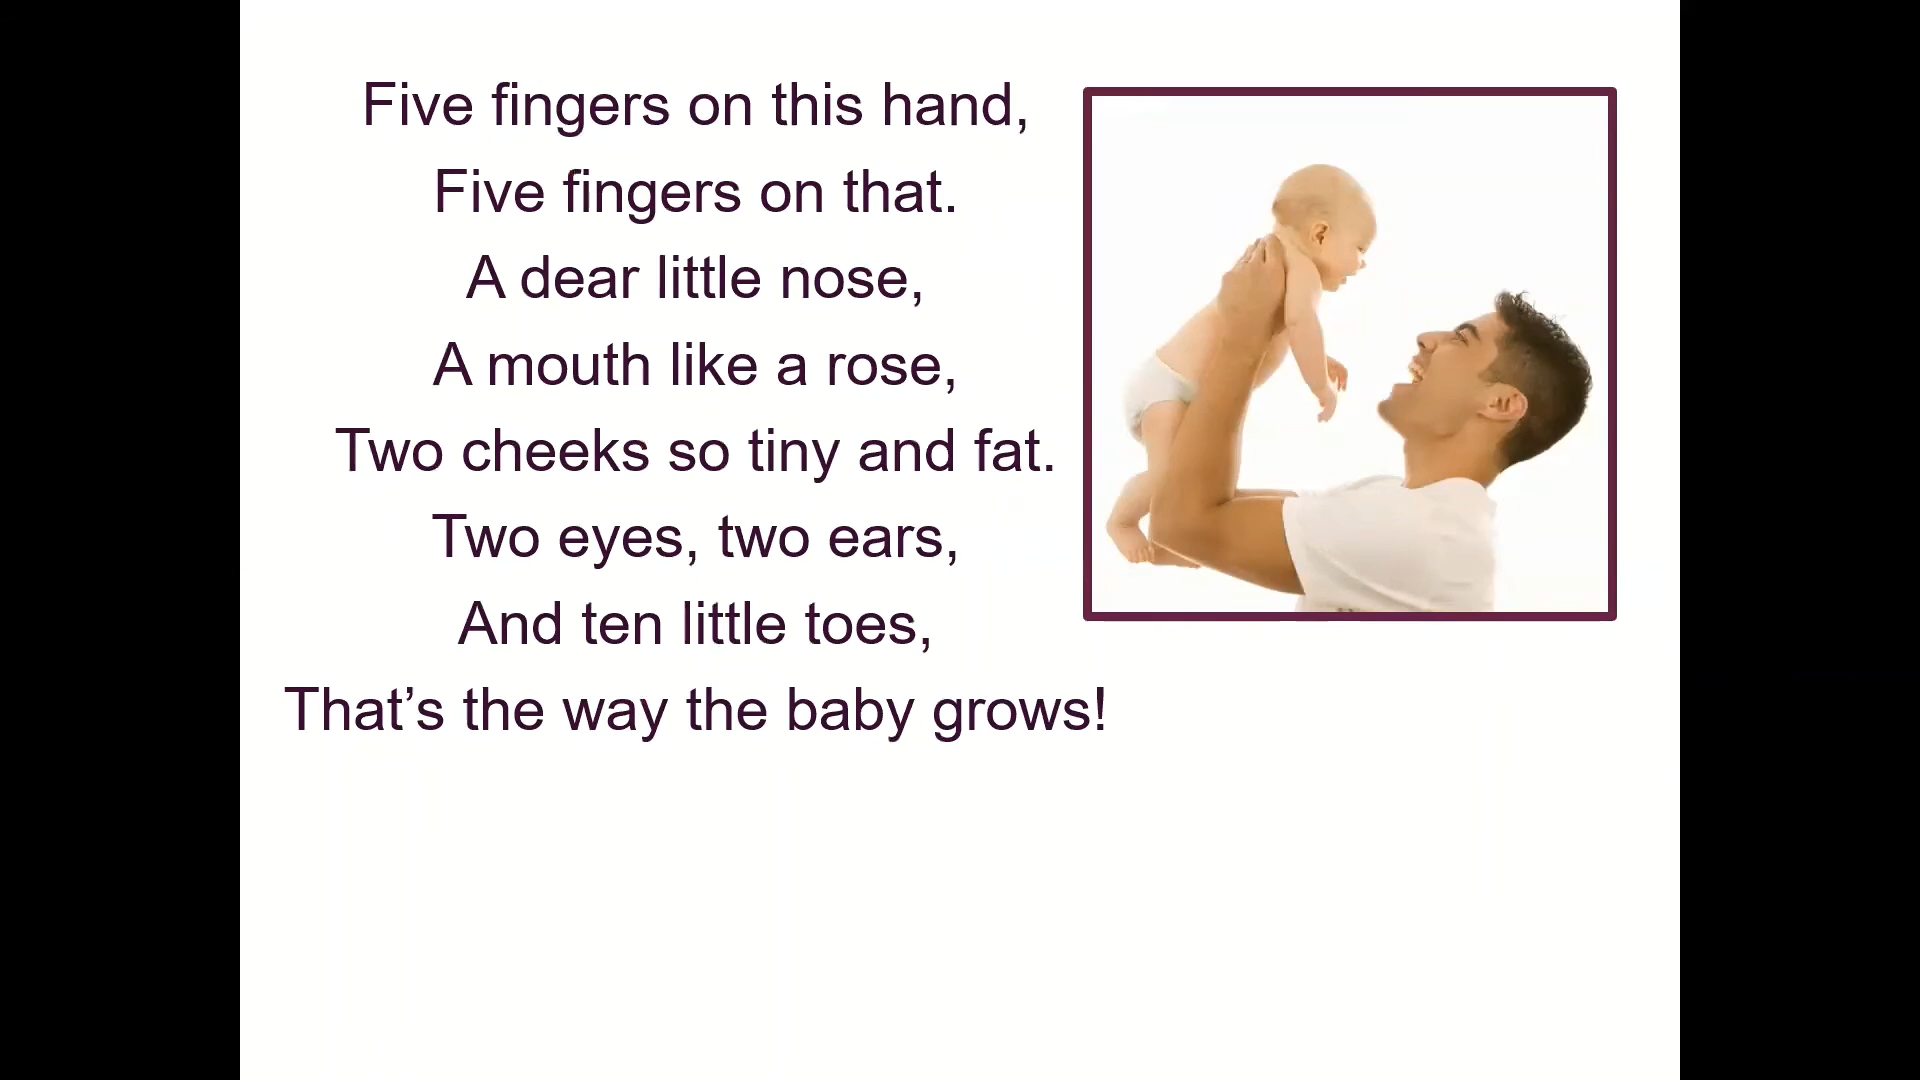 Five fingers on this hand,
Five fingers on that.
A dear little nose,
A mouth like a rose,
Two cheeks so tiny and fat.
Two eyes, two ears,
And ten little toes,
That’s the way the baby grows!